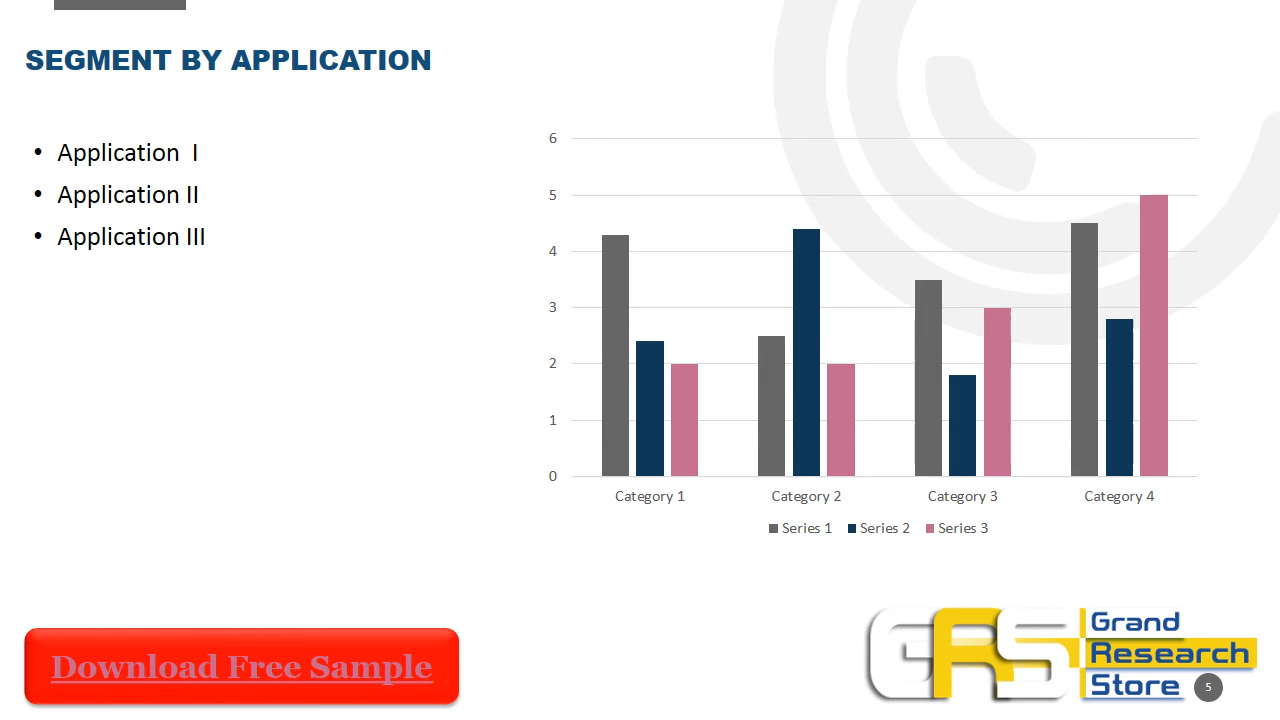 SEGMENT BY APPLICATION
• Application I
• Application II
• Application III
6
5
4
3
2
1
0
Category 1 Category 2 Category 3 Category 4
Series 1 Series 2 Series 3
Download Free Sample
GRS
Grand
Research
Store
5